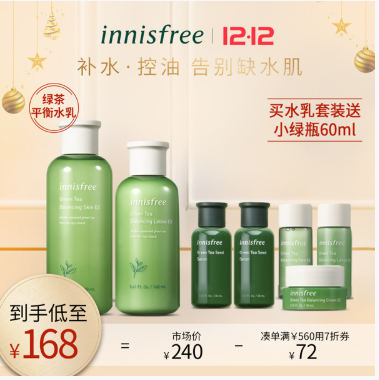 innisfree | 12.12
补水·控油 告别缺水肌
绿茶
平衡水乳
买水乳套装送
小绿瓶60ml
innisfree
Green Tea
Balancing Skin EX
innisfree
Green Tea
Balancing Lotion EX
innisfree
Green Tea Seed
Serum
innisfree
Green Tea Seed
Serum
innisfree
innisfree
innisfree
Green Tea Balancing Cream EX
到手低至
¥168
=
市场价
¥240
－
凑单满¥560用7折券
¥72